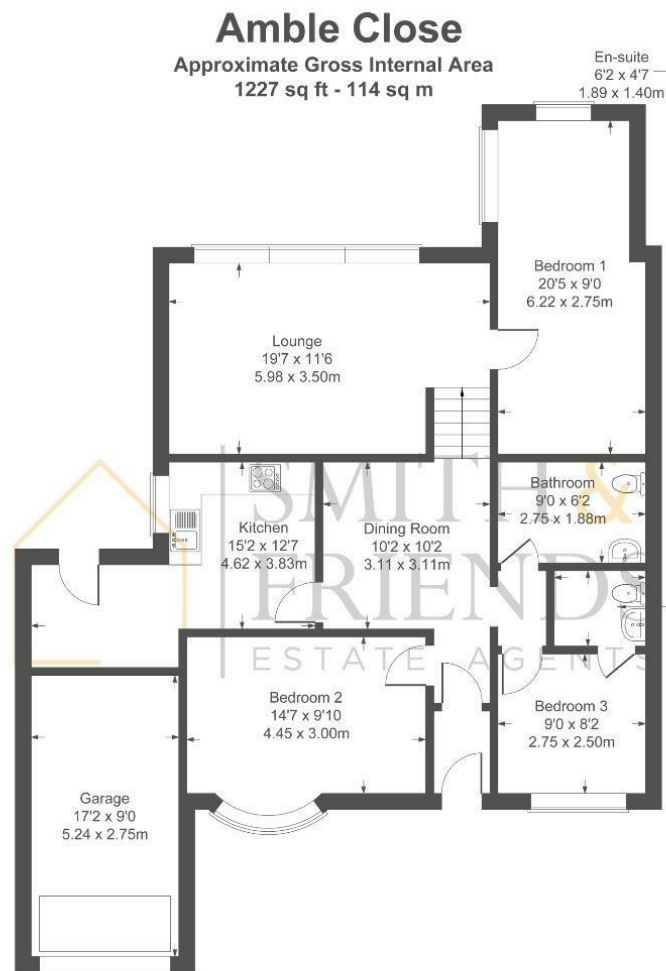 Amble Close
Approximate Gross Internal Area
1227 sq ft - 114 sq m
En-suite
6'2 x 4'7
1.89 x 1.40m
Bedroom 1
20'5 x 9'0
6.22 x 2.75m
Lounge
19'7 x 11'6
5.98 x 3.50m
Bathroom
9'0 x 6'2
2.75 x 1.88m
Kitchen
15'2 x 12'7
4.62 x 3.83m
Dining Room
10'2 x 10'2
3.11 x 3.11m
SMITH &
FRIENDS
ESTATE AGENTS
Bedroom 2
14'7 x 9'10
4.45 x 3.00m
Bedroom 3
9'0 x 8'2
2.75 x 2.50m
Garage
17'2 x 9'0
5.24 x 2.75m